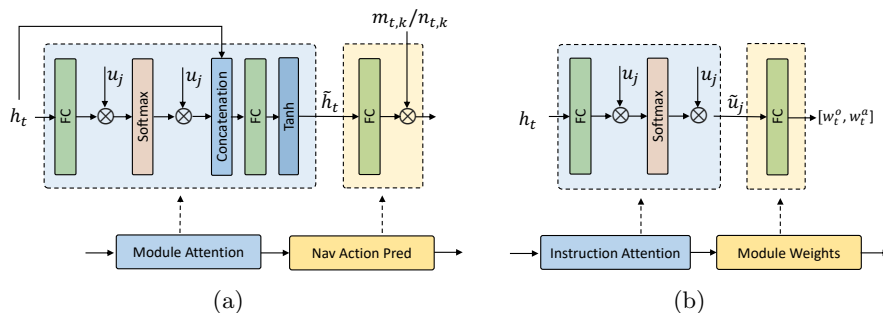 m_{t,k}/n_{t,k}
h_t
FC
u_j
Softmax
u_j
Concatenation
FC
Tanh
h̃_t
FC
Module Attention
Nav Action Pred
(a)
h_t
FC
u_j
Softmax
u_j
ũ_j
FC
[w_t^o, w_t^a]
Instruction Attention
Module Weights
(b)